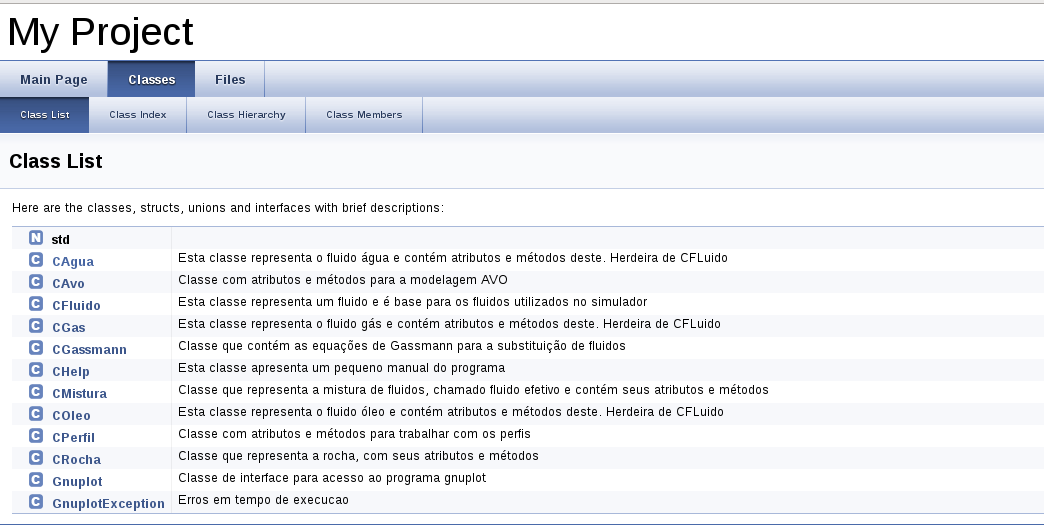 My Project
Main Page Classes Files
Class List Class Index Class Hierarchy Class Members
Class List
Here are the classes, structs, unions and interfaces with brief descriptions:
N std
C CAgua Esta classe representa o fluido água e contém atributos e métodos deste. Herdeira de CFLuido
C CAvo Classe com atributos e métodos para a modelagem AVO
C CFluido Esta classe representa um fluido e é base para os fluidos utilizados no simulador
C CGas Esta classe representa o fluido gás e contém atributos e métodos deste. Herdeira de CFLuido
C CGassmann Classe que contém as equações de Gassmann para a substituição de fluidos
C CHelp Esta classe apresenta um pequeno manual do programa
C CMistura Classe que representa a mistura de fluidos, chamado fluido efetivo e contém seus atributos e métodos
C COleo Esta classe representa o fluido óleo e contém atributos e métodos deste. Herdeira de CFLuido
C CPerfil Classe com atributos e métodos para trabalhar com os perfis
C CRocha Classe que representa a rocha, com seus atributos e métodos
C Gnuplot Classe de interface para acesso ao programa gnuplot
C GnuplotException Erros em tempo de execucao